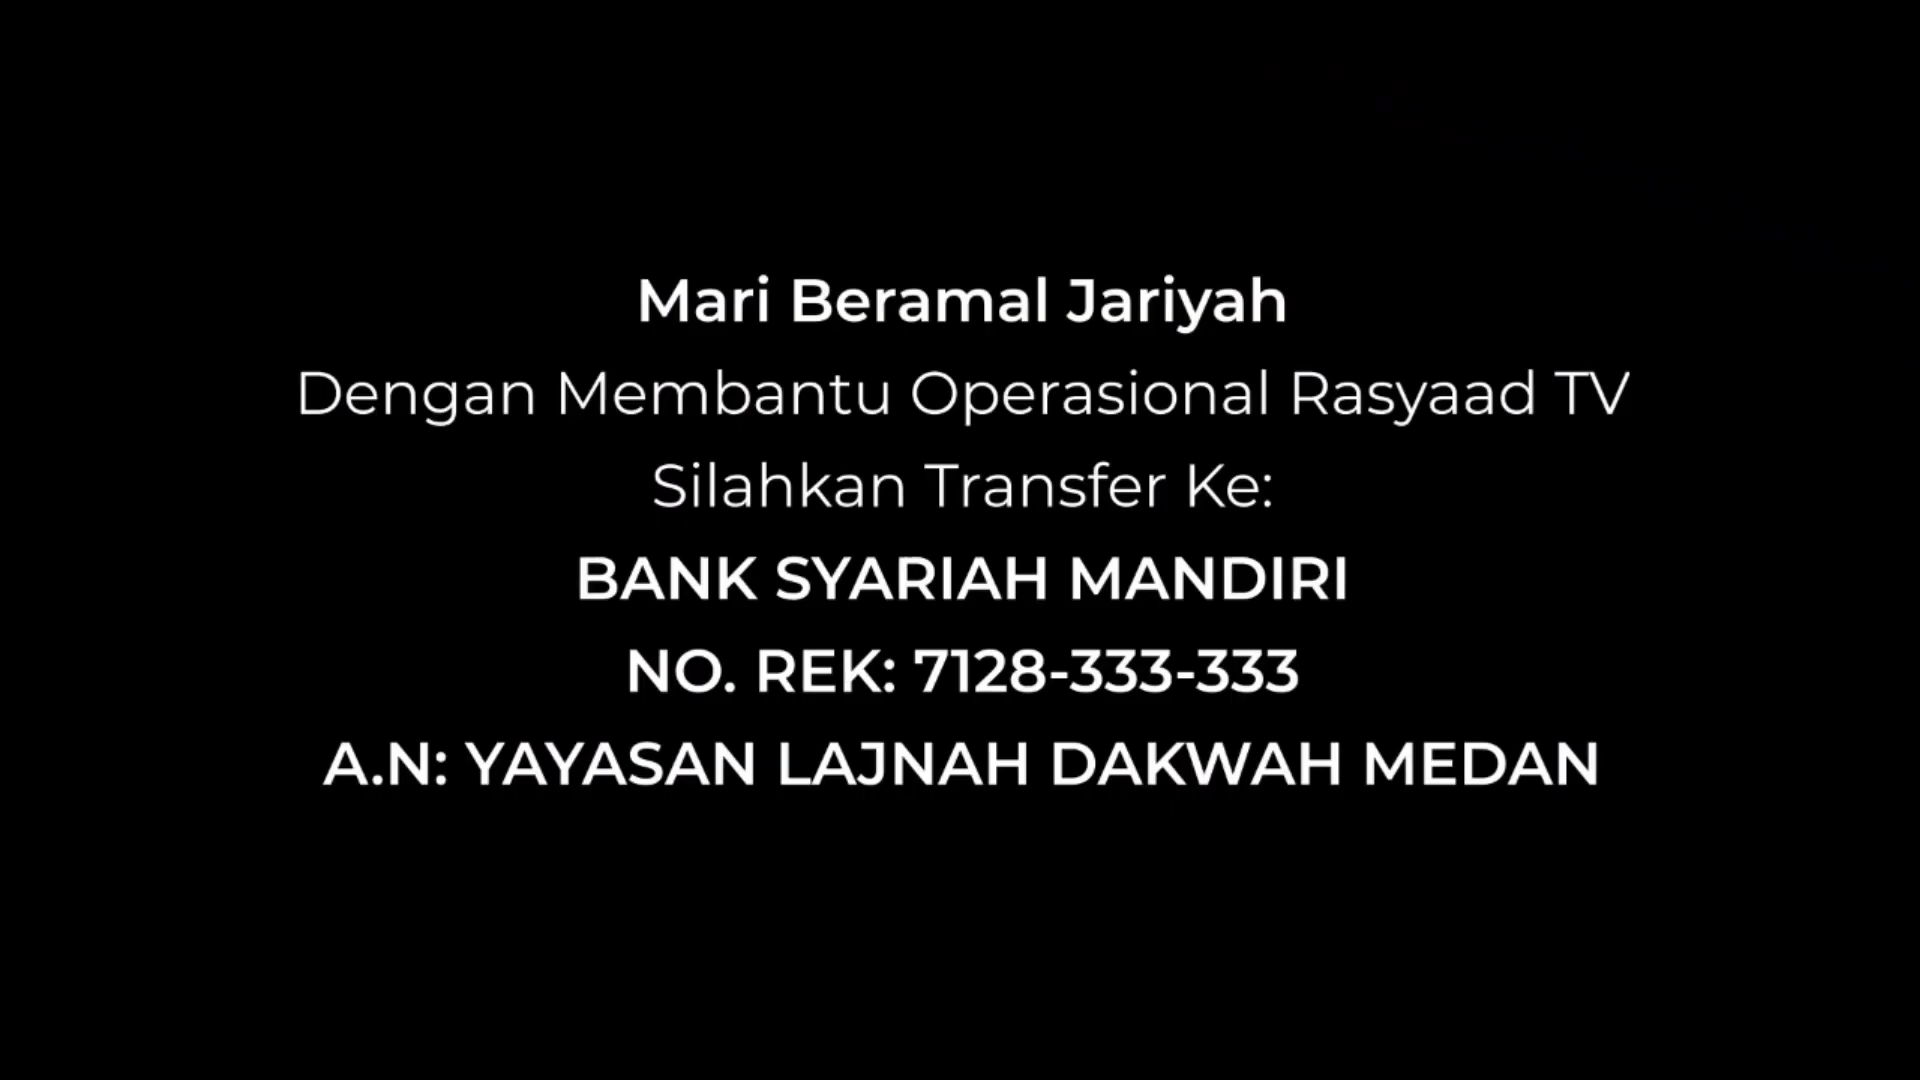 Mari Beramal Jariyah
Dengan Membantu Operasional Rasyaad TV
Silahkan Transfer Ke:
BANK SYARIAH MANDIRI
NO. REK: 7128-333-333
A.N: YAYASAN LAJNAH DAKWAH MEDAN